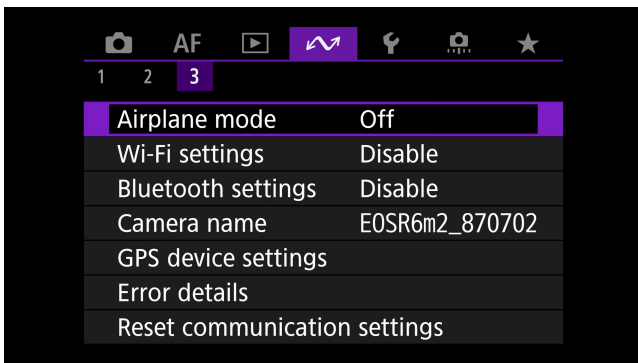 AF
1 2 3
Airplane mode Off
Wi-Fi settings Disable
Bluetooth settings Disable
Camera name EOSR6m2_870702
GPS device settings
Error details
Reset communication settings